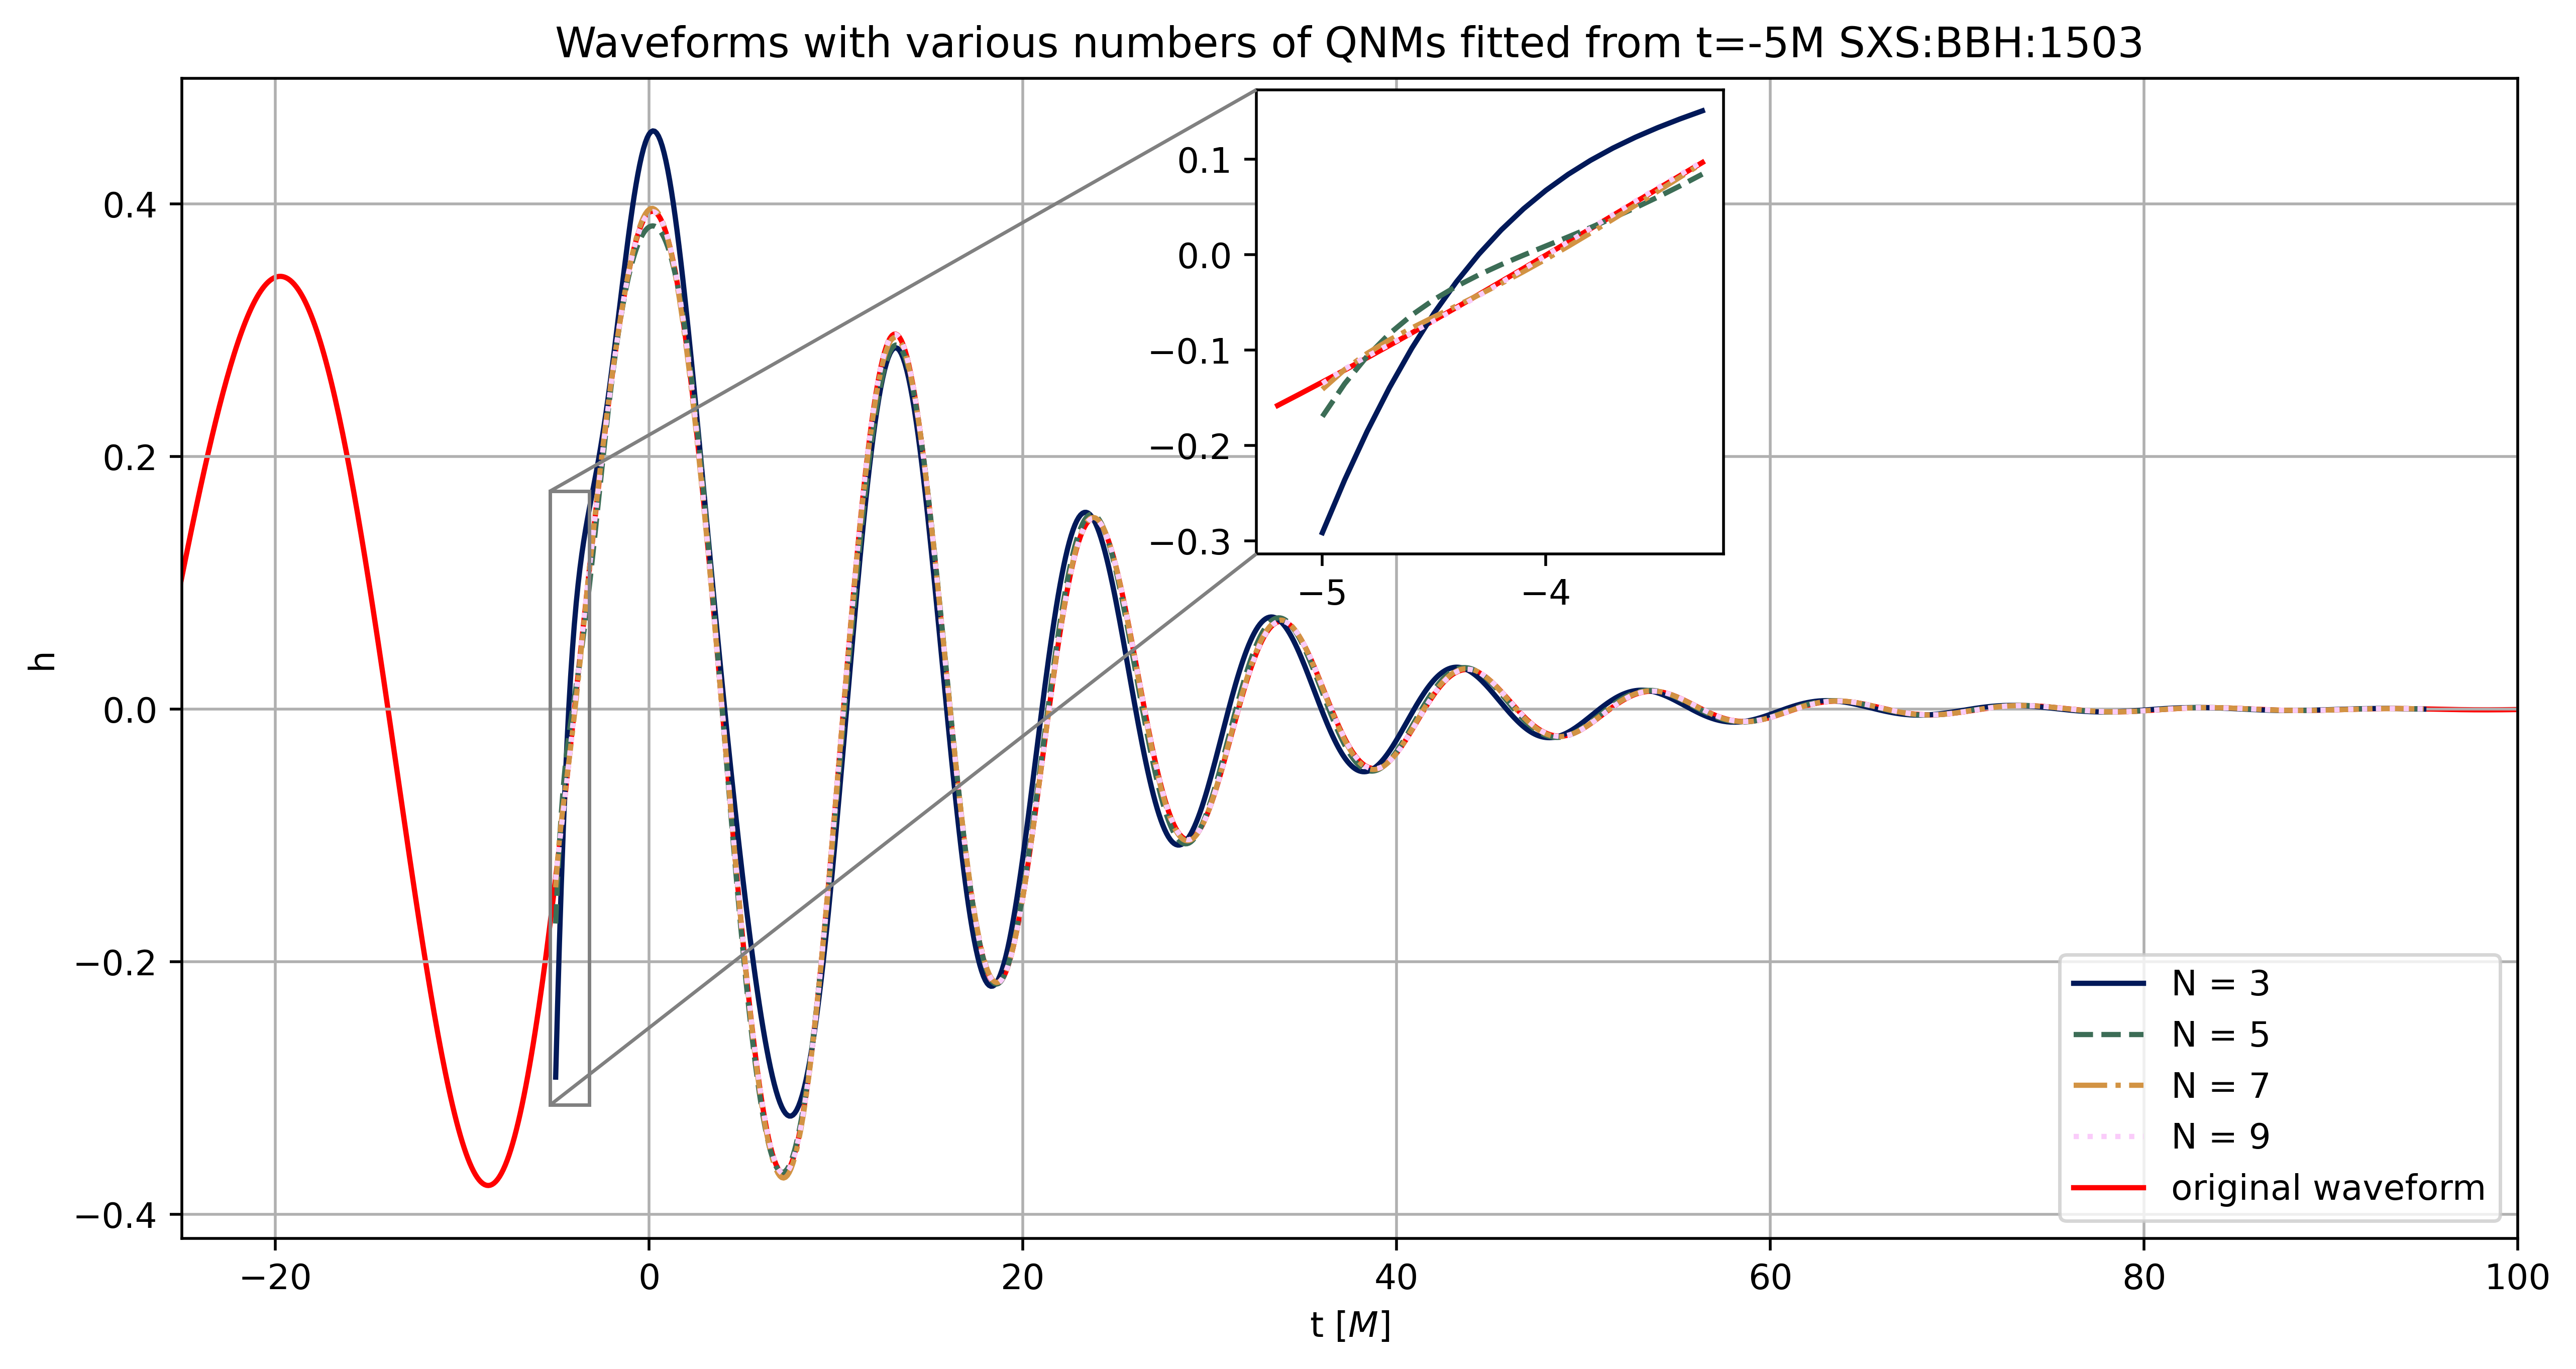 Waveforms with various numbers of QNMs fitted from t=-5M SXS:BBH:1503
h
0.4
0.2
0.0
−0.2
−0.4
0.1
0.0
−0.1
−0.2
−0.3
−5 −4
N = 3
N = 5
N = 7
N = 9
original waveform
−20 0 20 40 60 80 100
t [M]